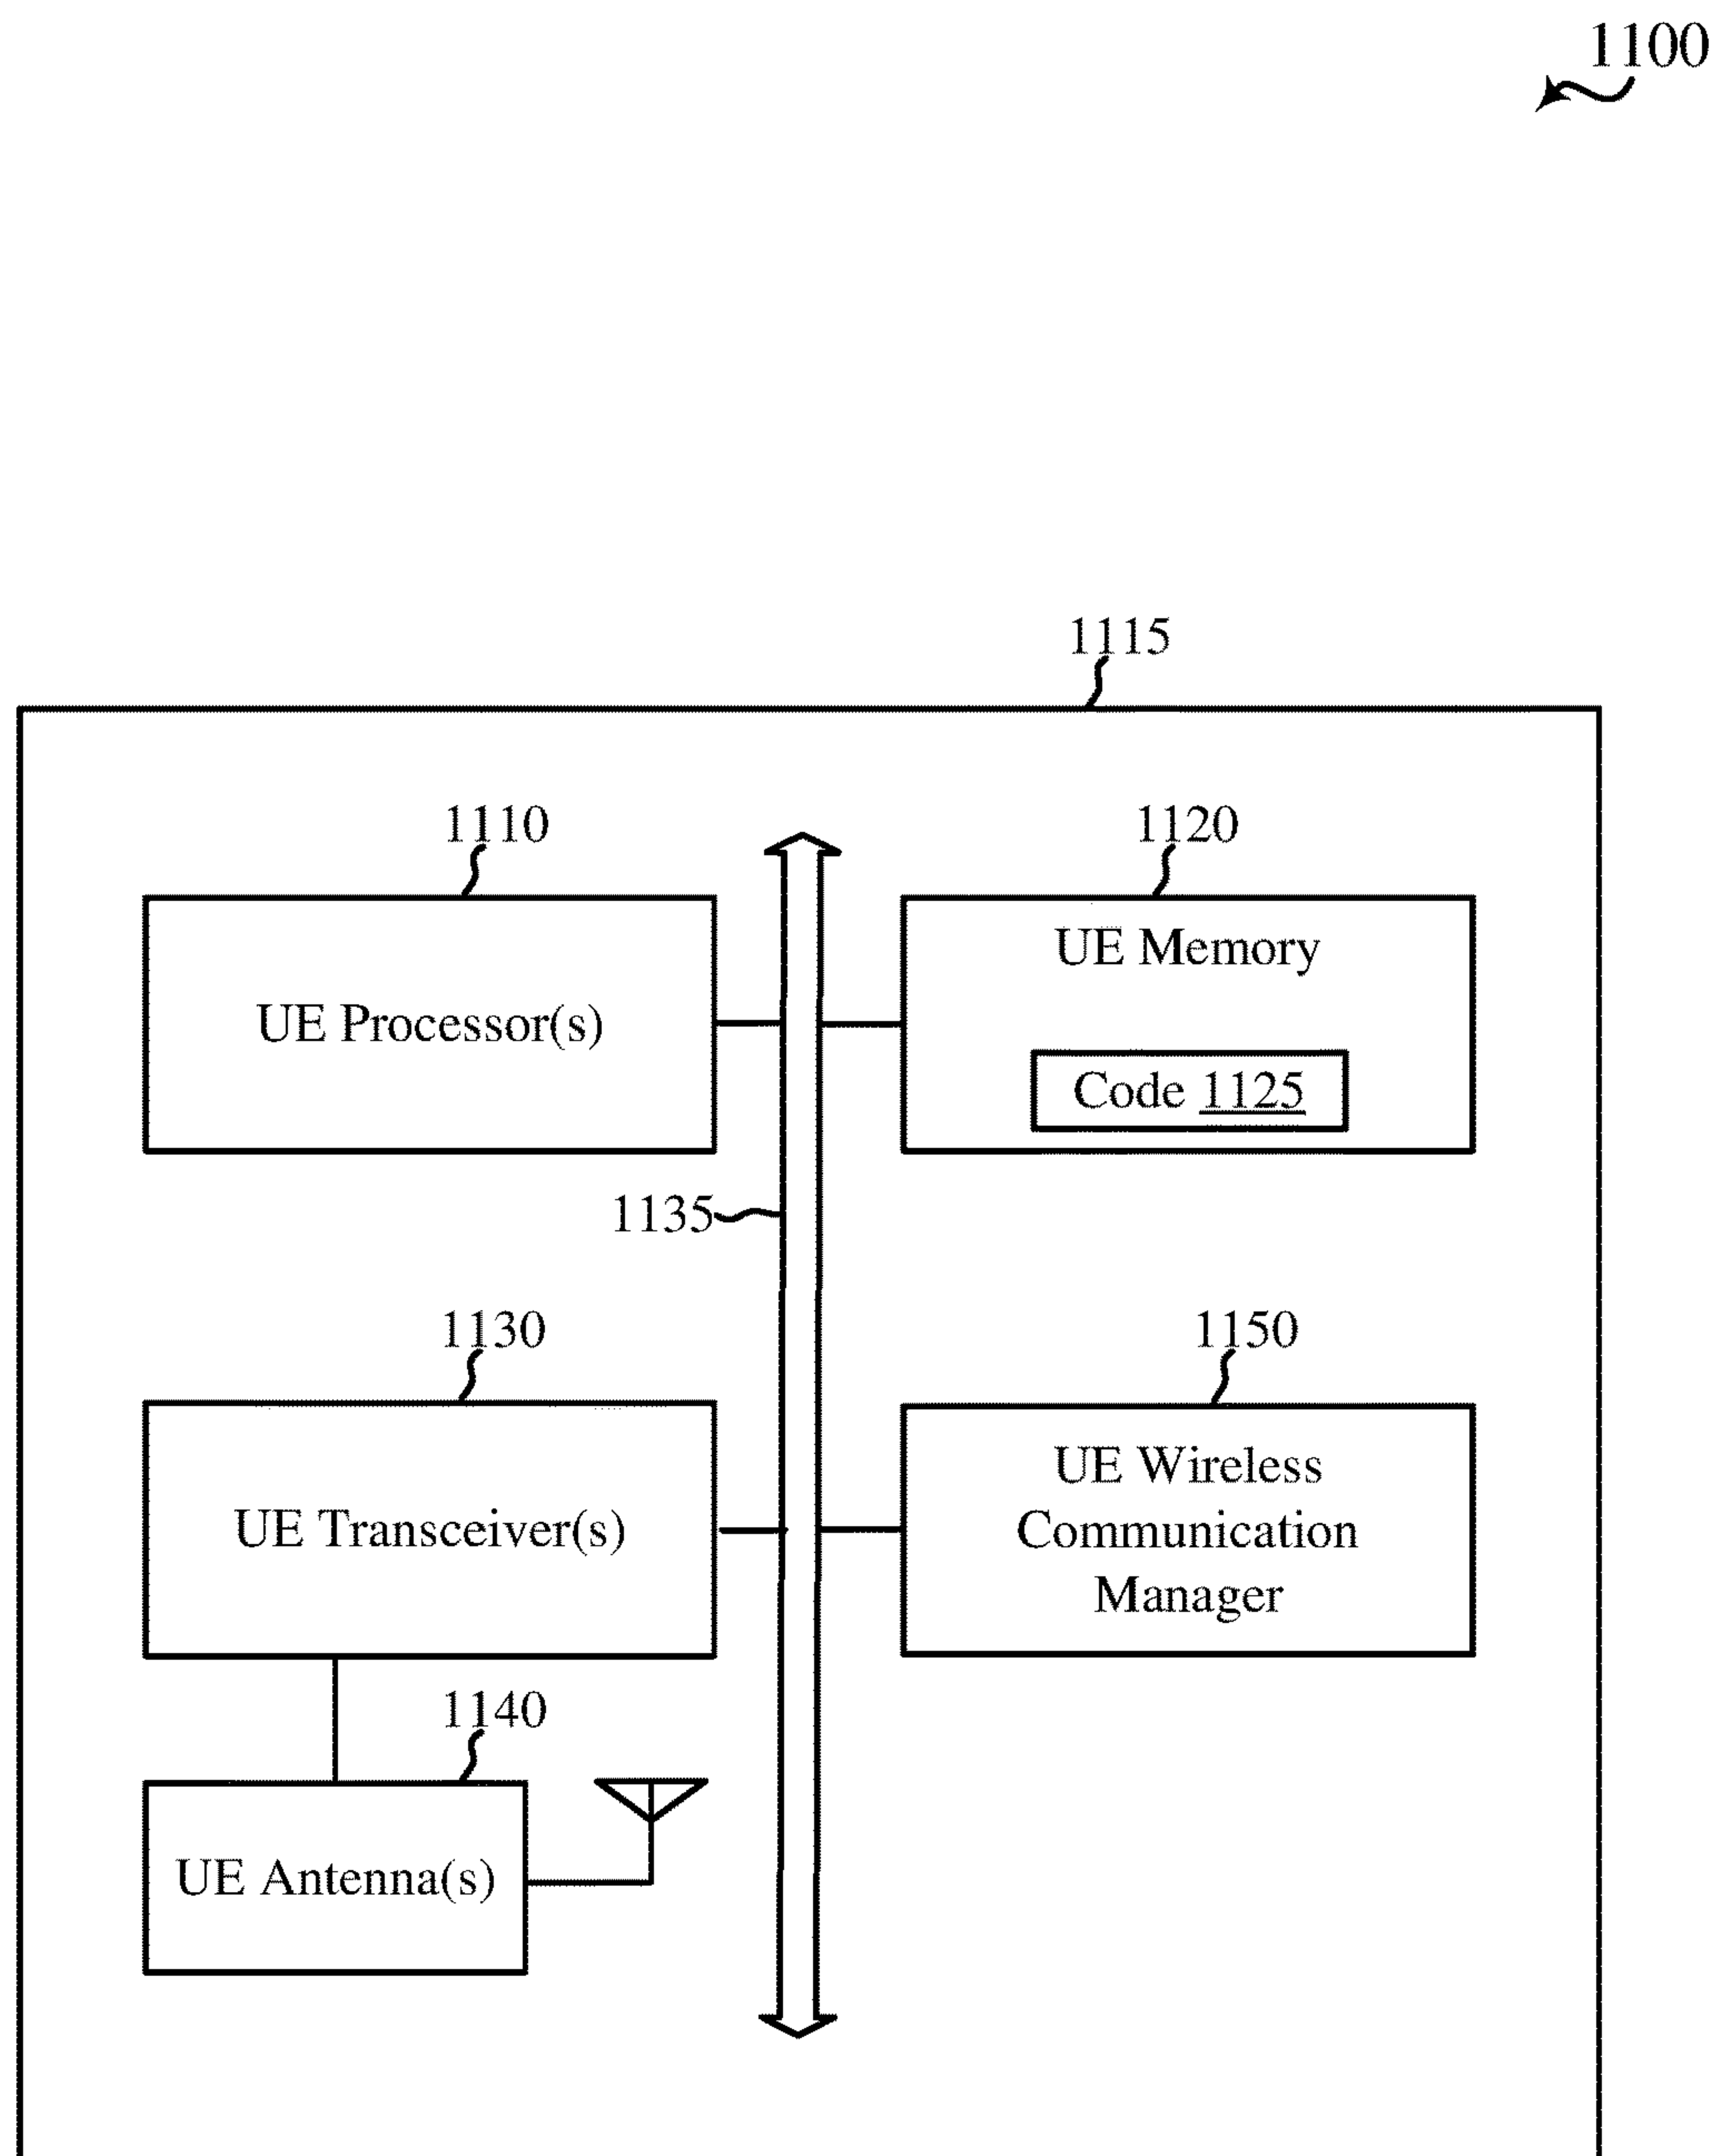 1100
1115
1110
1120
UE Processor(s)
UE Memory
Code 1125
1135
1130
1150
UE Transceiver(s)
UE Wireless
Communication
Manager
1140
UE Antenna(s)